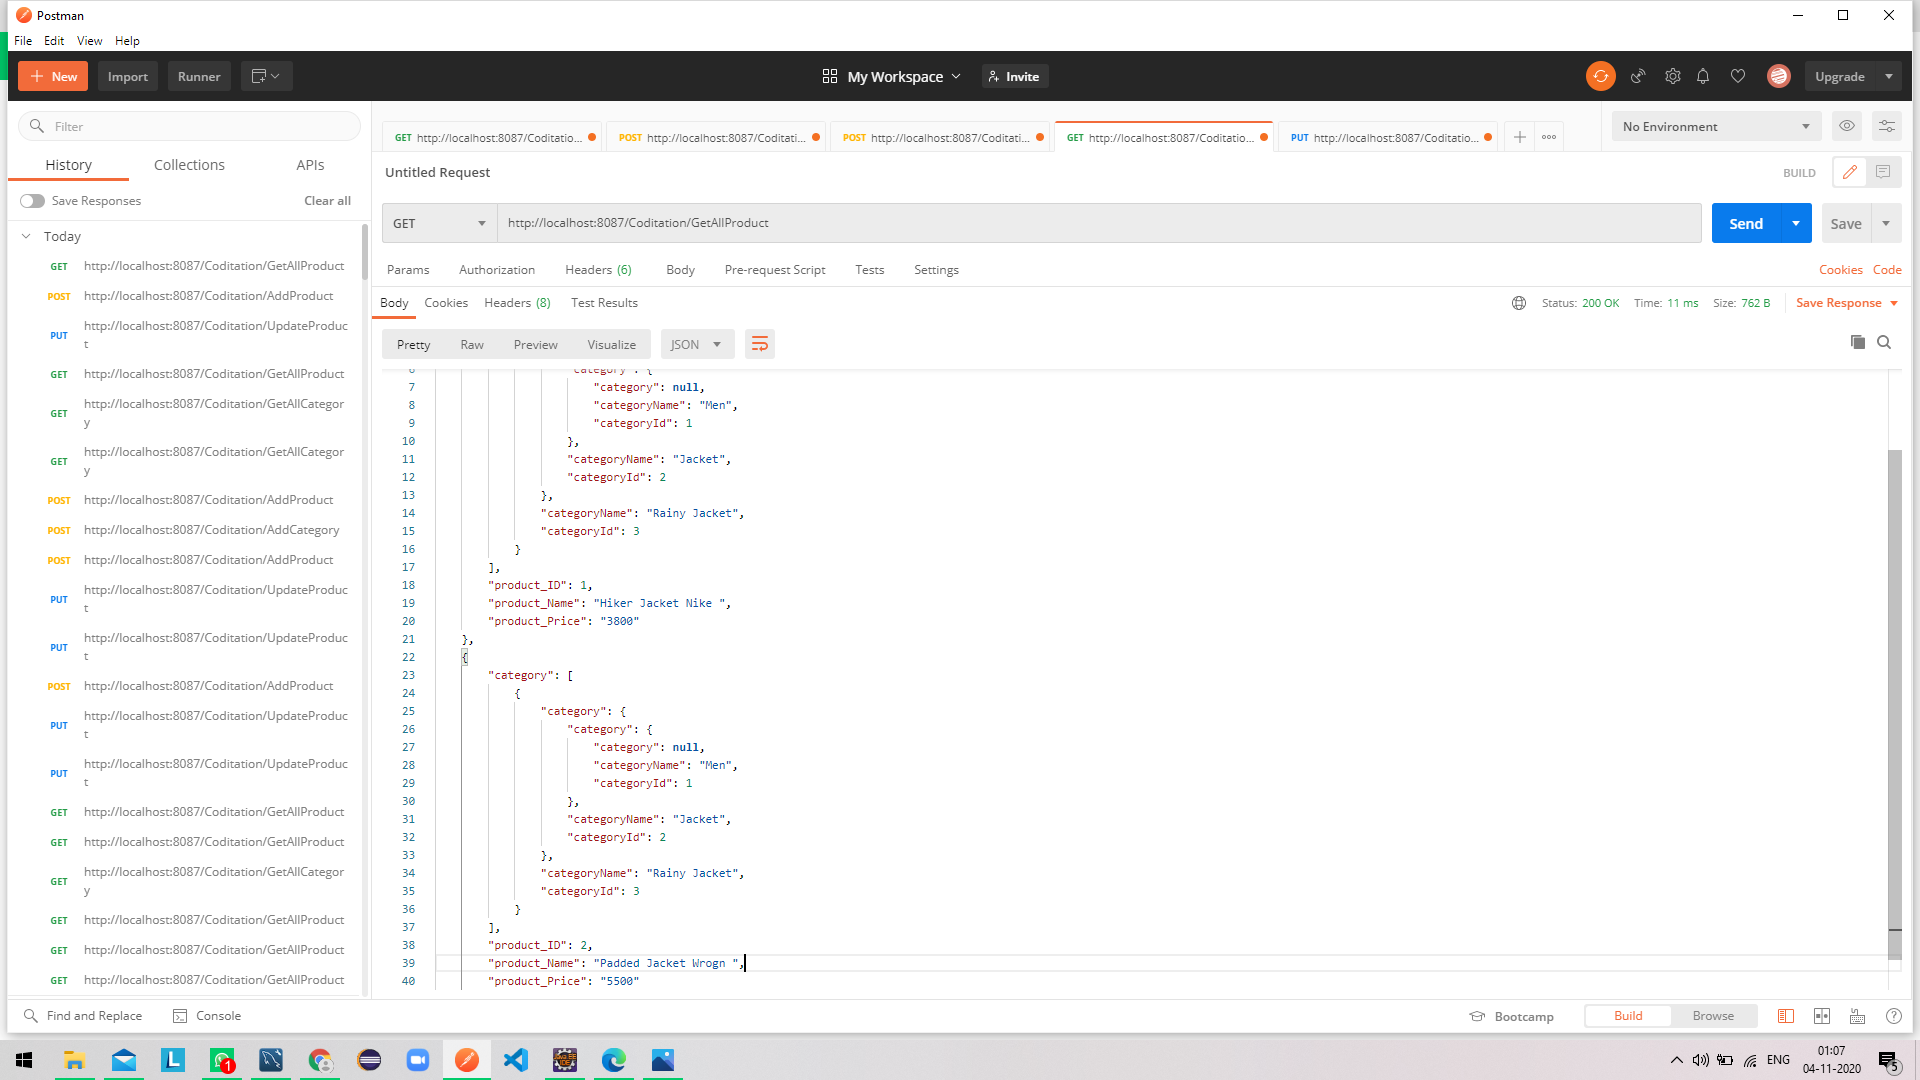 Postman
File Edit View Help
New Import Runner My Workspace Invite Upgrade
Filter
History Collections APIs
Save Responses Clear all
Today
GET http://localhost:8087/Coditation/GetAllProduct
POST http://localhost:8087/Coditation/AddProduct
PUT http://localhost:8087/Coditation/UpdateProduc
t
GET http://localhost:8087/Coditation/GetAllProduct
GET http://localhost:8087/Coditation/GetAllCategor
y
GET http://localhost:8087/Coditation/GetAllCategor
y
POST http://localhost:8087/Coditation/AddProduct
POST http://localhost:8087/Coditation/AddCategory
POST http://localhost:8087/Coditation/AddProduct
PUT http://localhost:8087/Coditation/UpdateProduc
t
PUT http://localhost:8087/Coditation/UpdateProduc
t
POST http://localhost:8087/Coditation/AddProduct
PUT http://localhost:8087/Coditation/UpdateProduc
t
PUT http://localhost:8087/Coditation/UpdateProduc
t
GET http://localhost:8087/Coditation/GetAllProduct
GET http://localhost:8087/Coditation/GetAllProduct
GET http://localhost:8087/Coditation/GetAllCategor
y
GET http://localhost:8087/Coditation/GetAllProduct
GET http://localhost:8087/Coditation/GetAllProduct
GET http://localhost:8087/Coditation/GetAllProduct
GET http://localhost:8087/Coditatio... POST http://localhost:8087/Coditati... POST http://localhost:8087/Coditati... GET http://localhost:8087/Coditatio... PUT http://localhost:8087/Coditatio... No Environment
Untitled Request BUILD
GET http://localhost:8087/Coditation/GetAllProduct Send Save
Params Authorization Headers (6) Body Pre-request Script Tests Settings Cookies Code
Body Cookies Headers (8) Test Results Status: 200 OK Time: 11 ms Size: 762 B Save Response
Pretty Raw Preview Visualize JSON
6 "category": {
7 "category": null,
8 "categoryName": "Men",
9 "categoryId": 1
10 },
11 "categoryName": "Jacket",
12 "categoryId": 2
13 },
14 "categoryName": "Rainy Jacket",
15 "categoryId": 3
16 }
17 ],
18 "product_ID": 1,
19 "product_Name": "Hiker Jacket Nike ",
20 "product_Price": "3800"
21 },
22 {
23 "category": [
24 {
25 "category": {
26 "category": {
27 "category": null,
28 "categoryName": "Men",
29 "categoryId": 1
30 },
31 "categoryName": "Jacket",
32 "categoryId": 2
33 },
34 "categoryName": "Rainy Jacket",
35 "categoryId": 3
36 }
37 ],
38 "product_ID": 2,
39 "product_Name": "Padded Jacket Wrogn ",
40 "product_Price": "5500"
Find and Replace Console Bootcamp Build Browse
L 1 ENG 01:07
04-11-2020 5